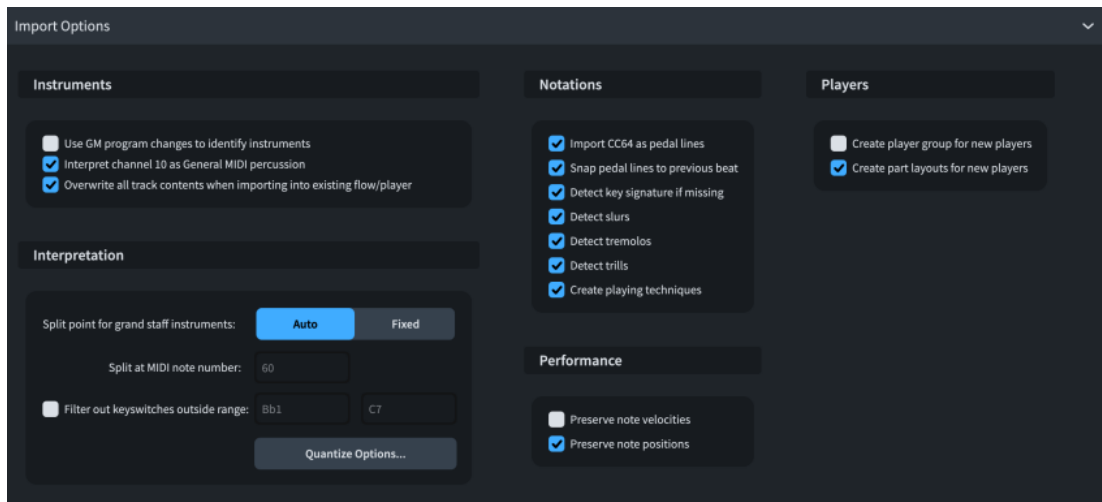 Import Options
Instruments
Use GM program changes to identify instruments
Interpret channel 10 as General MIDI percussion
Overwrite all track contents when importing into existing flow/player
Interpretation
Split point for grand staff instruments: Auto Fixed
Split at MIDI note number: 60
Filter out keyswitches outside range: Bb1 C7
Quantize Options...
Notations
Import CC64 as pedal lines
Snap pedal lines to previous beat
Detect key signature if missing
Detect slurs
Detect tremolos
Detect trills
Create playing techniques
Performance
Preserve note velocities
Preserve note positions
Players
Create player group for new players
Create part layouts for new players